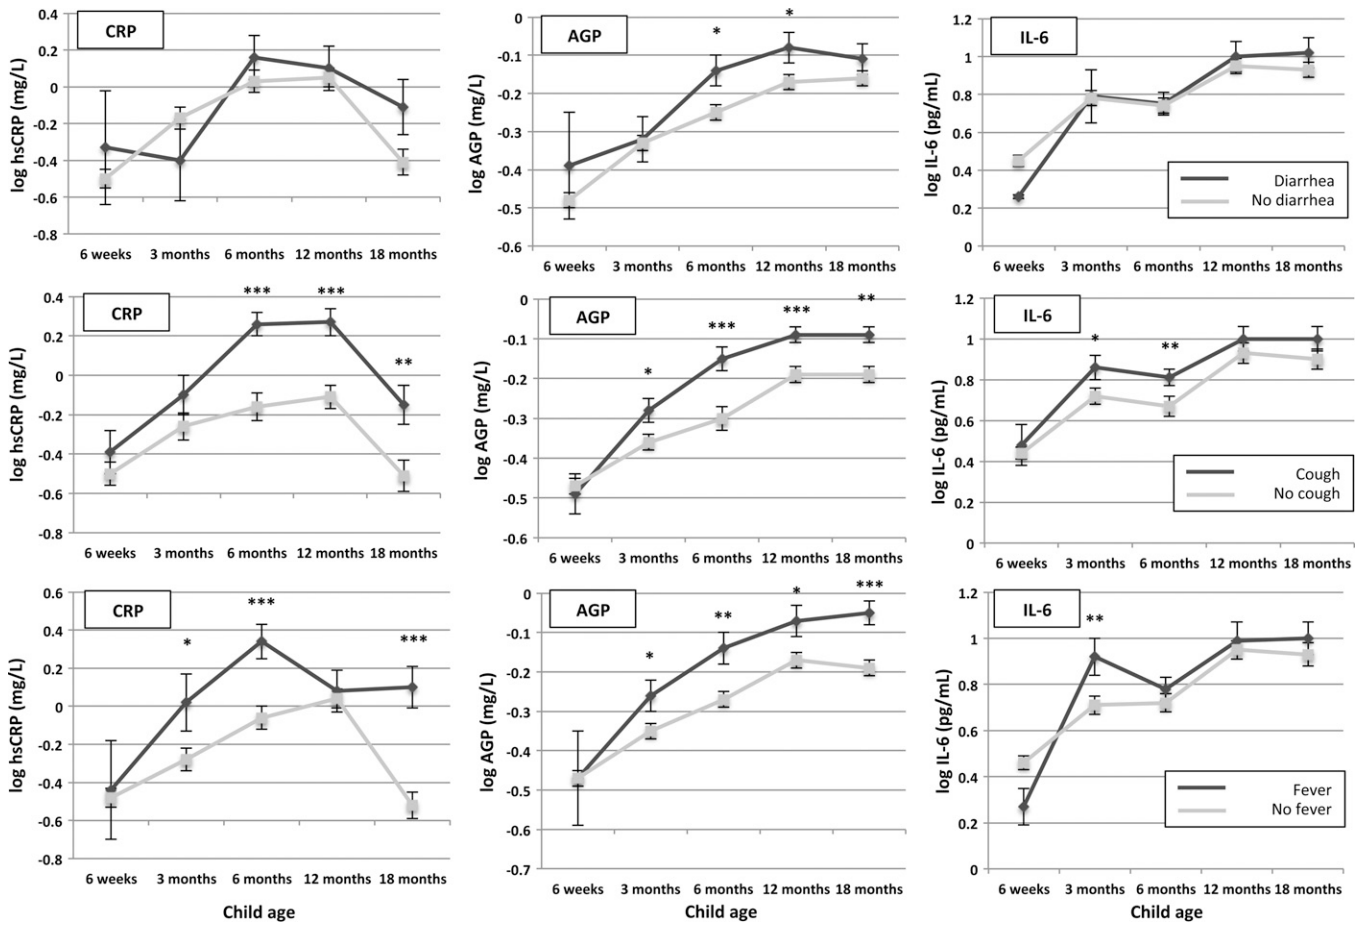 CRP
log hsCRP (mg/L)
0.4
0.2
0
-0.2
-0.4
-0.6
-0.8
6 weeks 3 months 6 months 12 months 18 months
AGP
* *
log AGP (mg/L)
0
-0.1
-0.2
-0.3
-0.4
-0.5
-0.6
6 weeks 3 months 6 months 12 months 18 months
IL-6
log IL-6 (pg/mL)
1.2
1
0.8
0.6
0.4
0.2
0
Diarrhea
No diarrhea
6 weeks 3 months 6 months 12 months 18 months
CRP
*** *** **
log hsCRP (mg/L)
0.4
0.2
0
-0.2
-0.4
-0.6
-0.8
6 weeks 3 months 6 months 12 months 18 months
AGP
* *** *** **
log AGP (mg/L)
0
-0.1
-0.2
-0.3
-0.4
-0.5
-0.6
6 weeks 3 months 6 months 12 months 18 months
IL-6
* **
log IL-6 (pg/mL)
1.2
1
0.8
0.6
0.4
0.2
0
Cough
No cough
6 weeks 3 months 6 months 12 months 18 months
CRP
* *** ***
log hsCRP (mg/L)
0.6
0.4
0.2
0
-0.2
-0.4
-0.6
-0.8
6 weeks 3 months 6 months 12 months 18 months
Child age
AGP
* ** * ***
log AGP (mg/L)
0
-0.1
-0.2
-0.3
-0.4
-0.5
-0.6
-0.7
6 weeks 3 months 6 months 12 months 18 months
Child age
IL-6
**
log IL-6 (pg/mL)
1.2
1
0.8
0.6
0.4
0.2
0
Fever
No fever
6 weeks 3 months 6 months 12 months 18 months
Child age